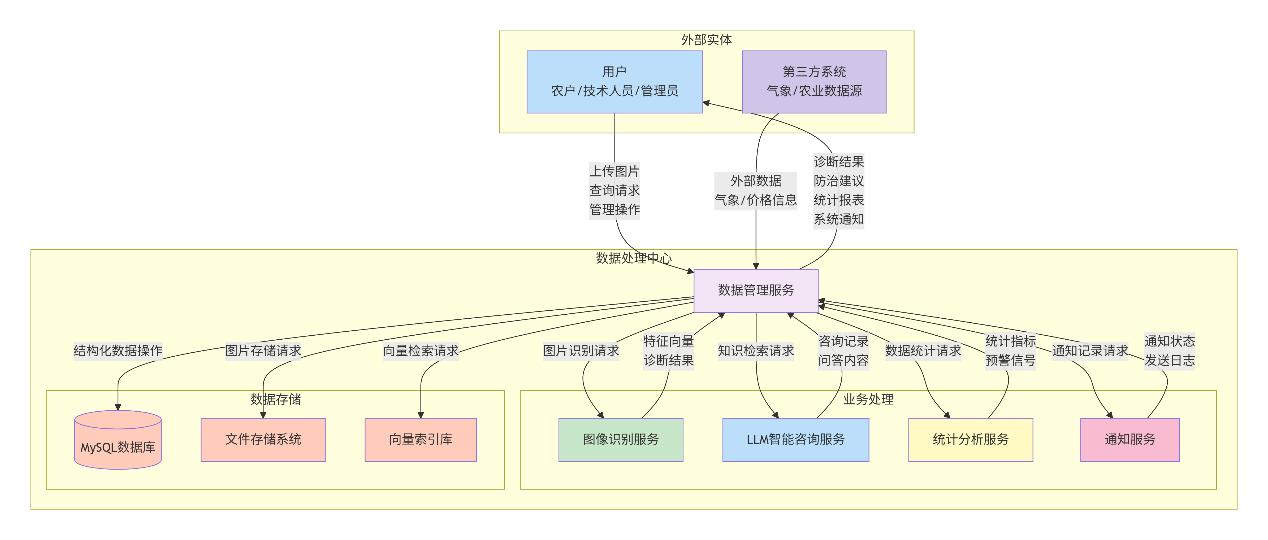 外部实体
用户
农户/技术人员/管理员
第三方系统
气象/农业数据源
上传图片
查询请求
管理操作
外部数据
气象/价格信息
诊断结果
防治建议
统计报表
系统通知
数据处理中心
数据管理服务
结构化数据操作
图片存储请求
向量检索请求
图片识别请求
特征向量
诊断结果
知识检索请求
咨询记录
问答内容
数据统计请求
统计指标
预警信号
通知记录请求
通知状态
发送日志
数据存储
MySQL数据库
文件存储系统
向量索引库
业务处理
图像识别服务
LLM智能咨询服务
统计分析服务
通知服务